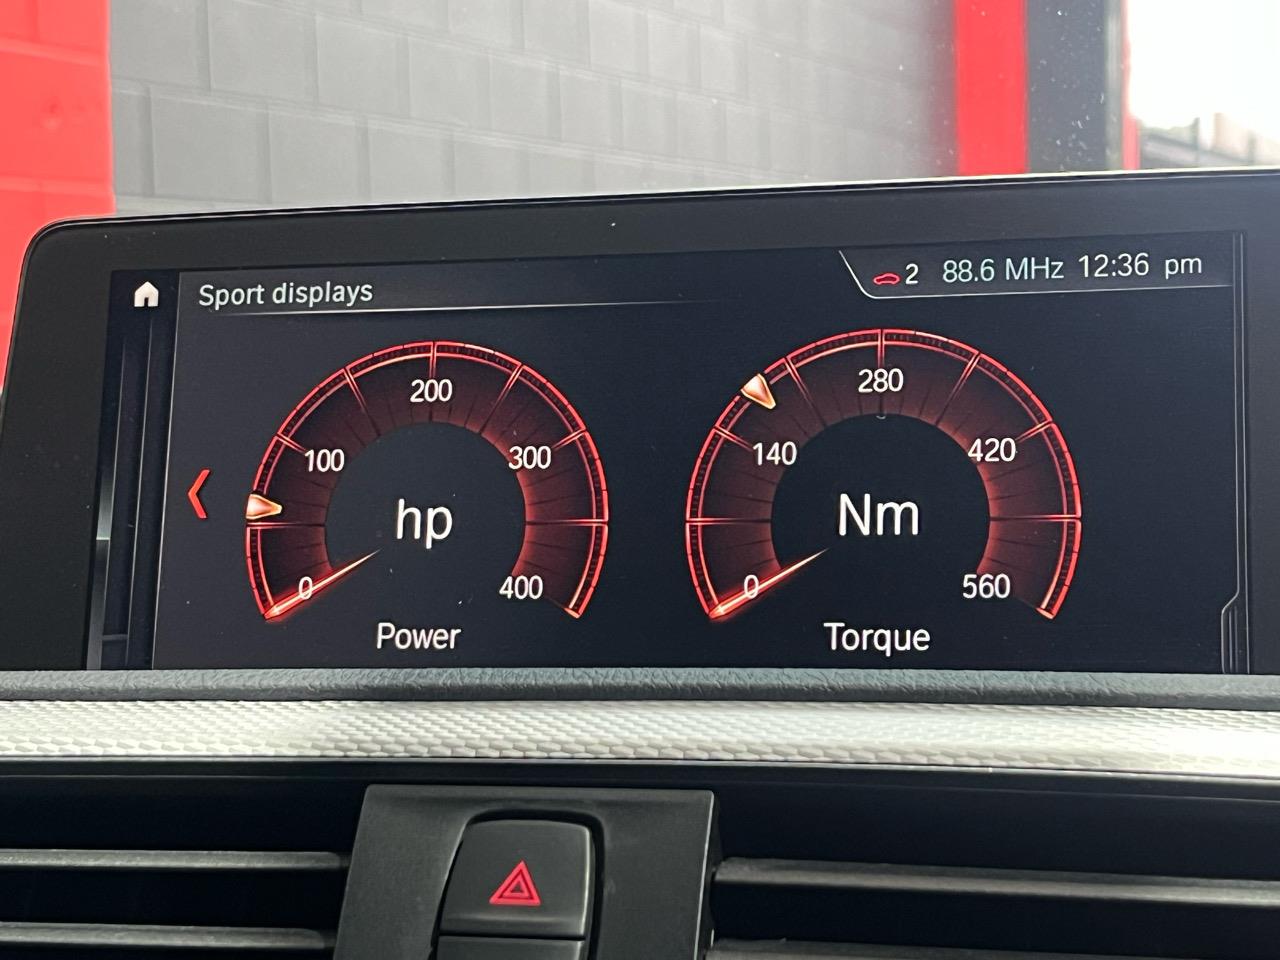 Sport displays
2 88.6 MHz 12:36 pm
200
100
300
hp
0
400
Power
280
140
420
Nm
0
560
Torque